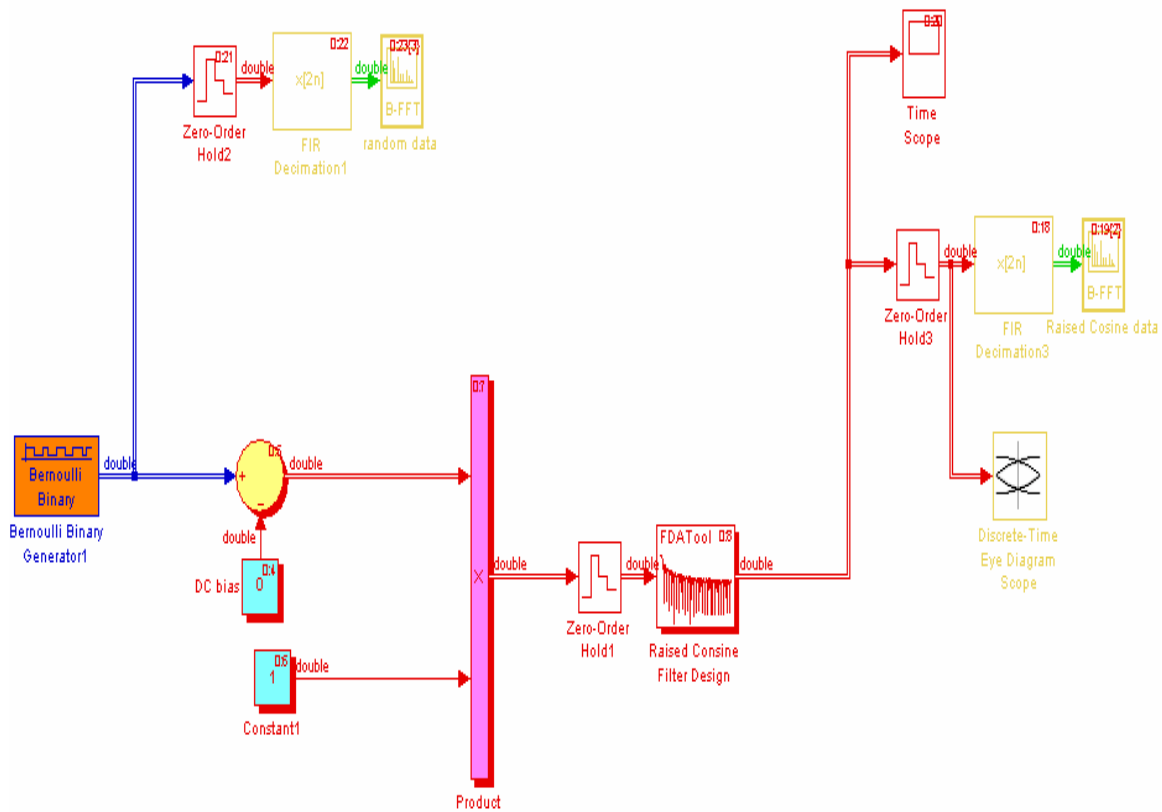 0:21
Zero-Order
Hold2
double
0:22
x[2n]
FIR
Decimation1
double
0:23{3}
B-FFT
random data
Time
Scope
Zero-Order
Hold3
double
0:18
x[2n]
FIR
Decimation3
double
0:19{2}
B-FFT
Raised Cosine data
Discrete-Time
Eye Diagram
Scope
Bernoulli
Binary
Bernoulli Binary
Generator1
double
+
−
double
double
DC bias
0:4
0
0:6
1
Constant1
double
0:7
X
Product
double
Zero-Order
Hold1
double
FDATool
0:8
Raised Consine
Filter Design
double